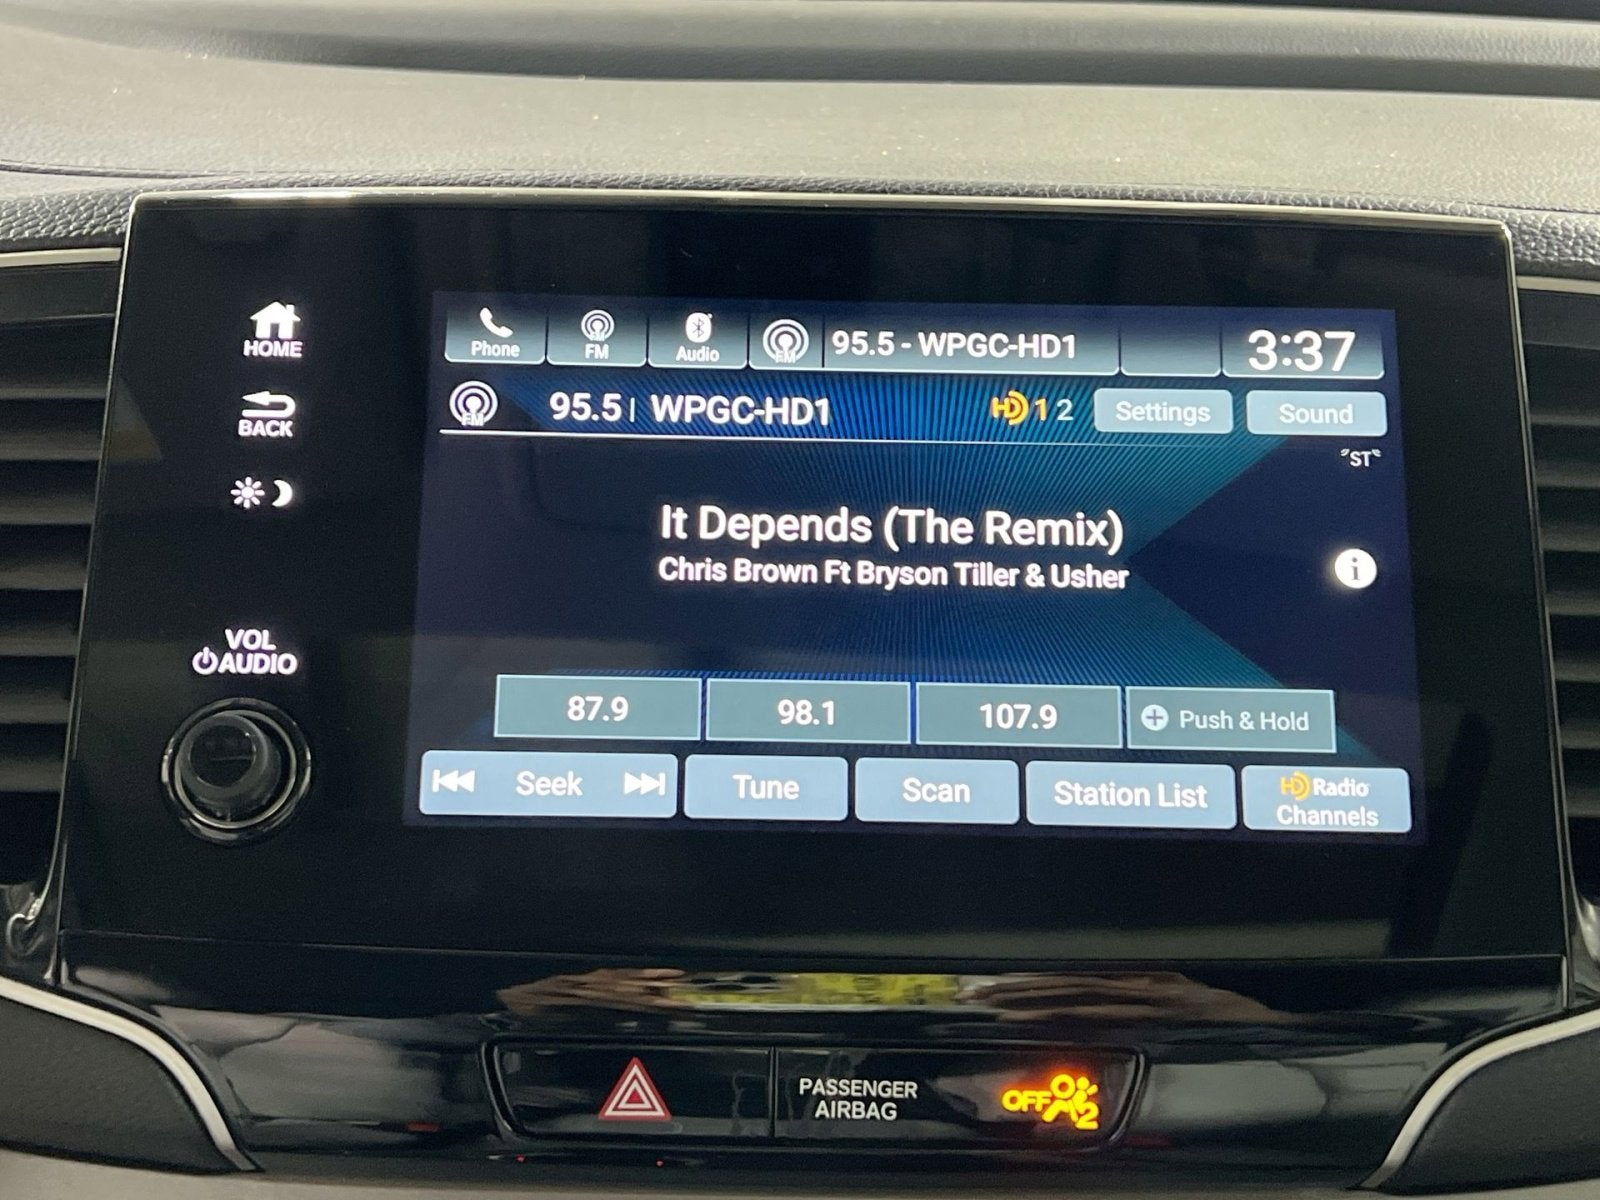 HOME
BACK
VOL
AUDIO
Phone
FM
Audio
FM
95.5 - WPGC-HD1
3:37
FM
95.5 | WPGC-HD1
HD 1 2
Settings
Sound
"ST"
It Depends (The Remix)
Chris Brown Ft Bryson Tiller & Usher
i
87.9
98.1
107.9
+ Push & Hold
Seek
Tune
Scan
Station List
HD Radio
Channels
PASSENGER
AIRBAG
OFF 2